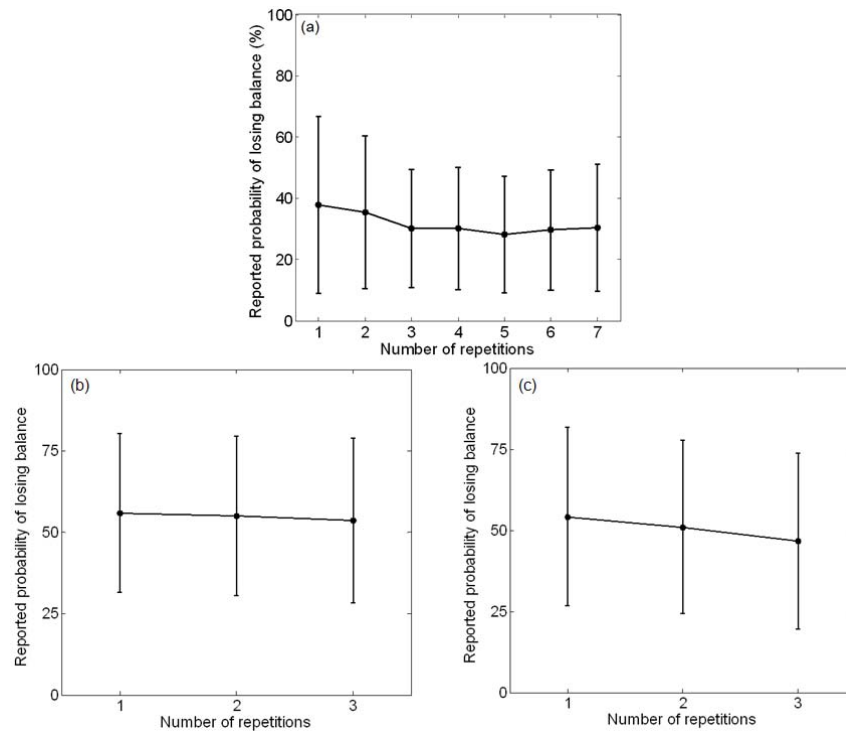 (a)
Reported probability of losing balance (%)
100
80
60
40
20
0
1 2 3 4 5 6 7
Number of repetitions
(b)
Reported probability of losing balance
100
75
50
25
0
1 2 3
Number of repetitions
(c)
Reported probability of losing balance
100
75
50
25
0
1 2 3
Number of repetitions